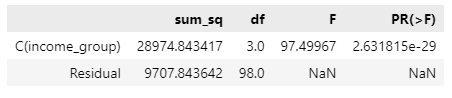 sum_sq df F PR(>F)
C(income_group) 28974.843417 3.0 97.49967 2.631815e-29
Residual 9707.843642 98.0 NaN NaN